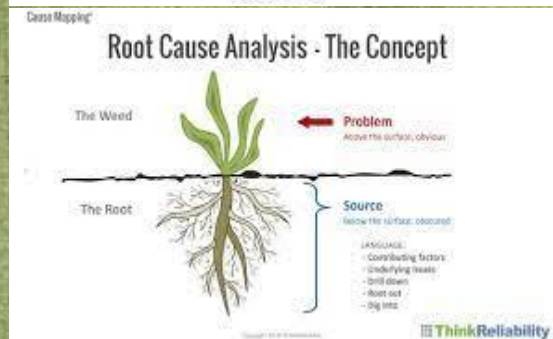 Cause Mapping®
Root Cause Analysis - The Concept
The Weed
Problem
Above the surface, obvious
The Root
Source
Below the surface, obscured
LANGUAGE:
- Contributing factors
- Underlying issues
- Drill down
- Root out
- Dig into
ThinkReliability